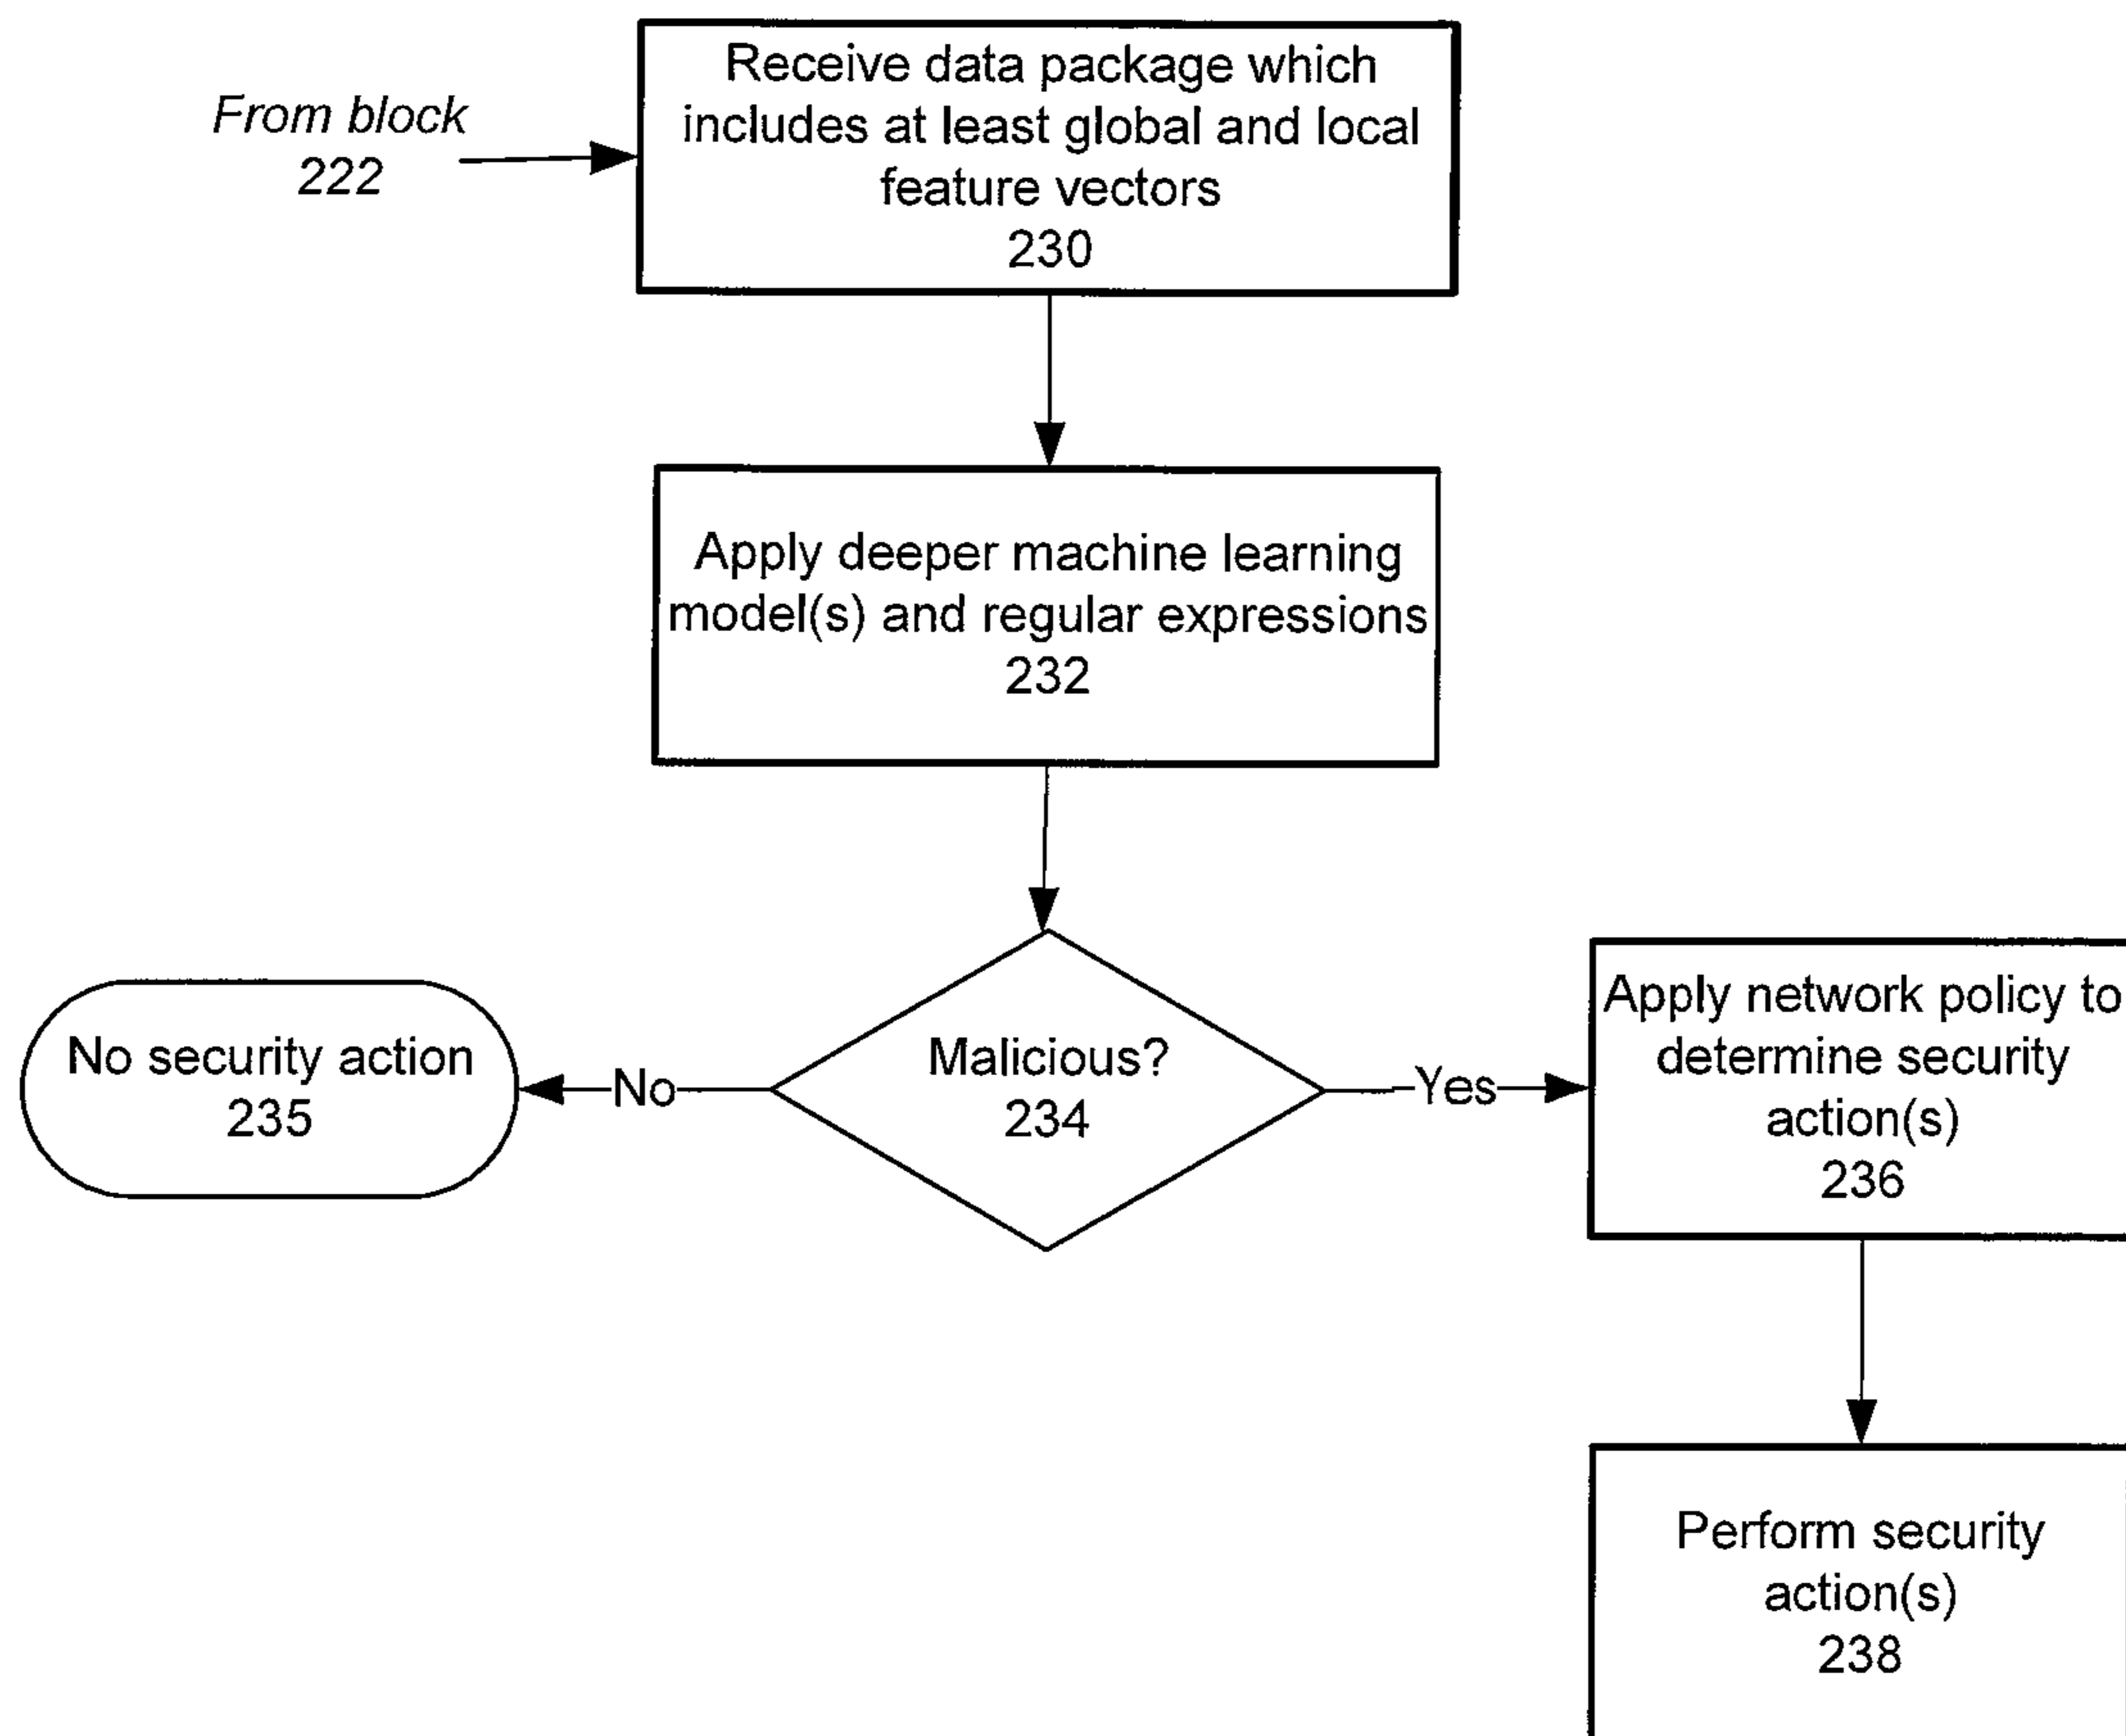 From block
222
Receive data package which
includes at least global and local
feature vectors
230
Apply deeper machine learning
model(s) and regular expressions
232
No security action
235
No
Malicious?
234
Yes
Apply network policy to
determine security
action(s)
236
Perform security
action(s)
238